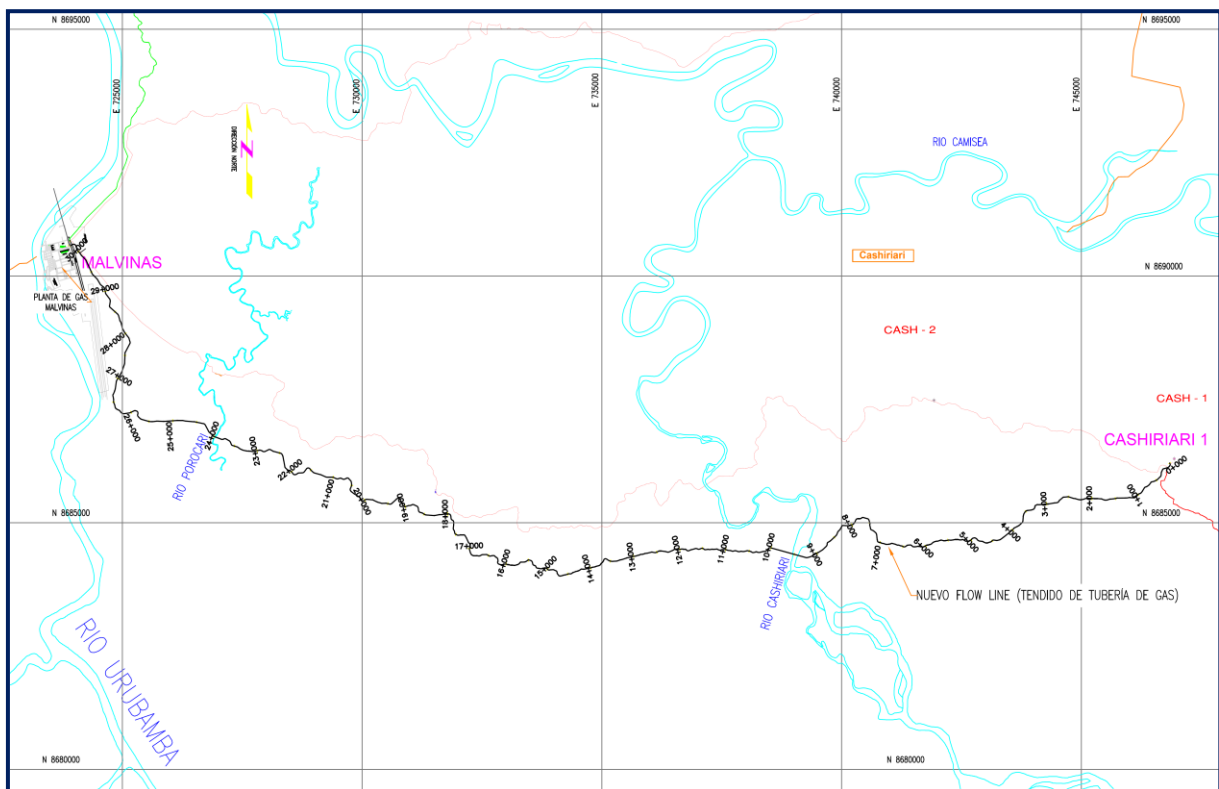 N 8695000
N 8695000
E 725000
E 730000
E 735000
E 740000
E 745000
DIRECCIÓN NORTE
N
RIO CAMISEA
Cashiriari
MALVINAS
N 8690000
N 8690000
PLANTA DE GAS
MALVINAS
29+000
28+000
27+000
26+000
25+000
24+000
23+000
22+000
21+000
20+000
19+000
18+000
17+000
16+000
15+000
14+000
13+000
12+000
11+000
10+000
9+000
8+000
7+000
6+000
5+000
4+000
3+000
2+000
1+000
0+000
CASH - 2
CASH - 1
CASHIRIARI 1
RIO POROCARI
N 8685000
N 8685000
RIO CASHIRIARI
NUEVO FLOW LINE (TENDIDO DE TUBERÍA DE GAS)
RIO URUBAMBA
N 8680000
N 8680000